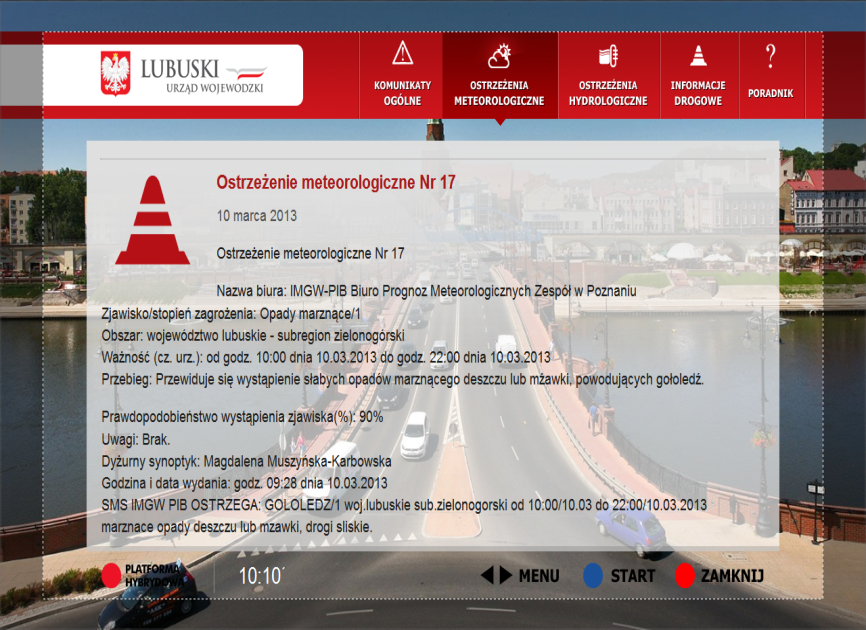 LUBUSKI
URZĄD WOJEWÓDZKI
KOMUNIKATY
OGÓLNE
OSTRZEŻENIA
METEOROLOGICZNE
OSTRZEŻENIA
HYDROLOGICZNE
INFORMACJE
DROGOWE
?
PORADNIK
Ostrzeżenie meteorologiczne Nr 17
10 marca 2013
Ostrzeżenie meteorologiczne Nr 17
Nazwa biura: IMGW-PIB Biuro Prognoz Meteorologicznych Zespół w Poznaniu
Zjawisko/stopień zagrożenia: Opady marznące/1
Obszar: województwo lubuskie - subregion zielonogórski
Ważność (cz. urz.): od godz. 10:00 dnia 10.03.2013 do godz. 22:00 dnia 10.03.2013
Przebieg: Przewiduje się wystąpienie słabych opadów marznącego deszczu lub mżawki, powodujących gołoledź.
Prawdopodobieństwo wystąpienia zjawiska(%): 90%
Uwagi: Brak.
Dyżurny synoptyk: Magdalena Muszyńska-Karbowska
Godzina i data wydania: godz. 09:28 dnia 10.03.2013
SMS IMGW PIB OSTRZEGA: GOLOLEDZ/1 woj.lubuskie sub.zielonogorski od 10:00/10.03 do 22:00/10.03.2013
marznace opady deszczu lub mzawki, drogi sliskie.
PLATFORMA
HYBRYDOWA
10:10
MENU
START
ZAMKNIJ